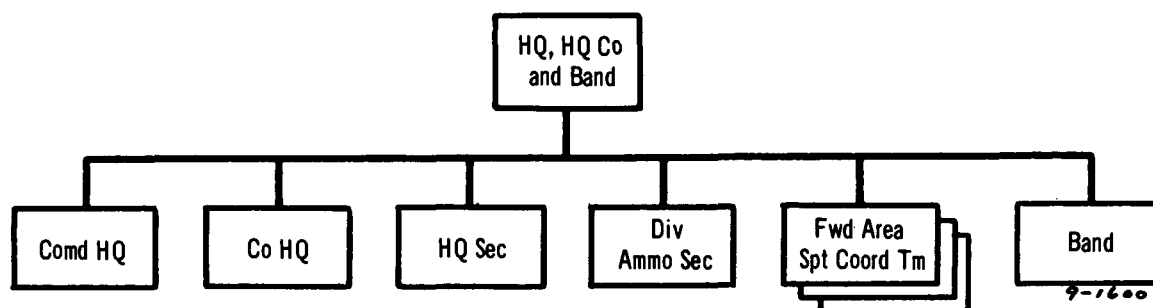 HQ, HQ Co
and Band
Comd HQ
Co HQ
HQ Sec
Div
Ammo Sec
Fwd Area
Spt Coord Tm
Band
9-1600